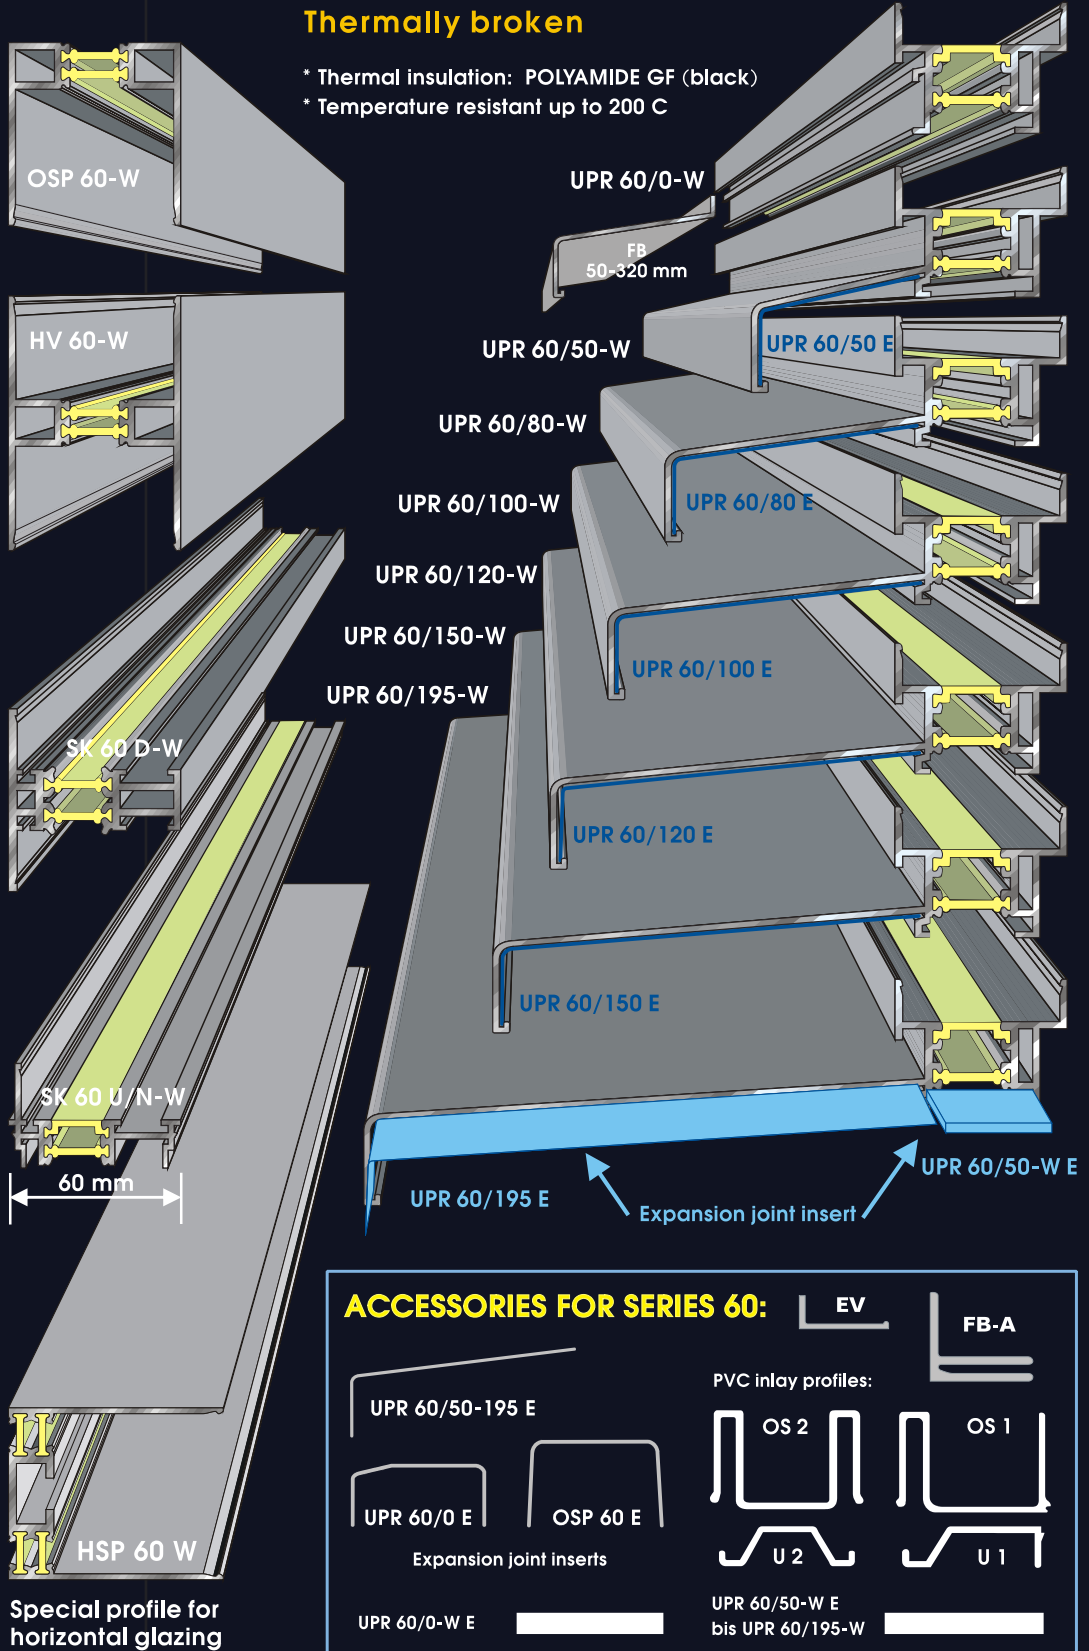 Thermally broken
* Thermal insulation: POLYAMIDE GF (black)
* Temperature resistant up to 200 C
OSP 60-W
UPR 60/0-W
FB
50-320 mm
HV 60-W
UPR 60/50-W
UPR 60/50 E
UPR 60/80-W
UPR 60/80 E
UPR 60/100-W
UPR 60/120-W
UPR 60/150-W
UPR 60/100 E
UPR 60/195-W
SK 60 D-W
UPR 60/120 E
UPR 60/150 E
SK 60 U/N-W
60 mm
UPR 60/195 E
Expansion joint insert
UPR 60/50-W E
HSP 60 W
Special profile for
horizontal glazing
ACCESSORIES FOR SERIES 60:
EV
FB-A
PVC inlay profiles:
UPR 60/50-195 E
OS 2
OS 1
UPR 60/0 E
OSP 60 E
U 2
U 1
Expansion joint inserts
UPR 60/0-W E
UPR 60/50-W E
bis UPR 60/195-W